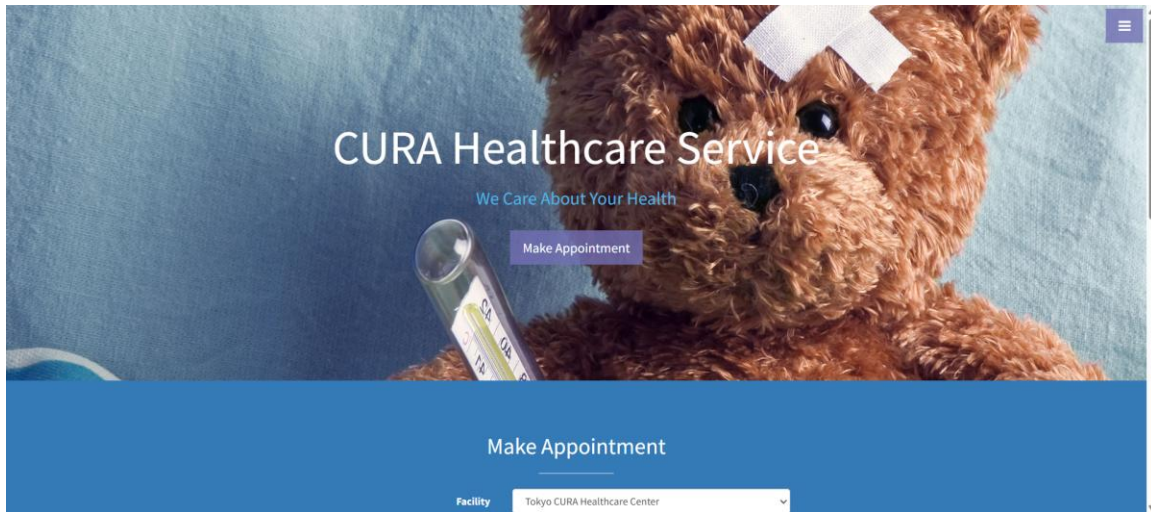 CURA Healthcare Service
We Care About Your Health
Make Appointment
Make Appointment
Facility Tokyo CURA Healthcare Center